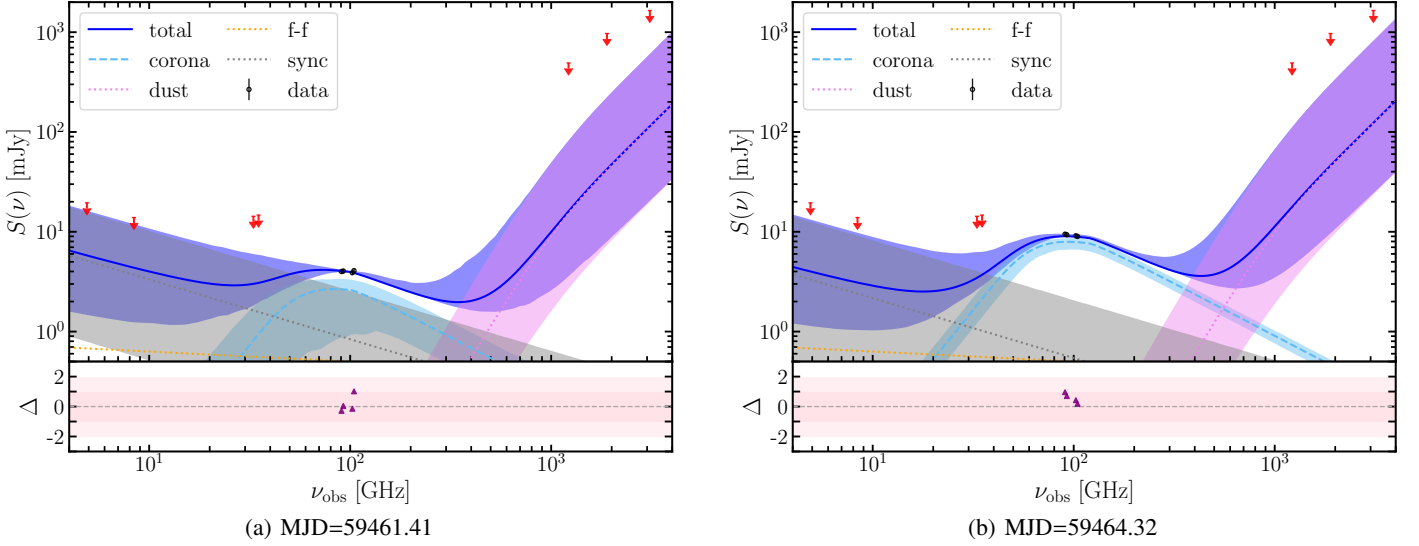 total
corona
dust
f-f
sync
data
10³
10²
10¹
10⁰
S(ν) [mJy]
2
0
-2
Δ
10¹ 10² 10³
ν_obs [GHz]
(a) MJD=59461.41
total
corona
dust
f-f
sync
data
10³
10²
10¹
10⁰
S(ν) [mJy]
2
0
-2
Δ
10¹ 10² 10³
ν_obs [GHz]
(b) MJD=59464.32